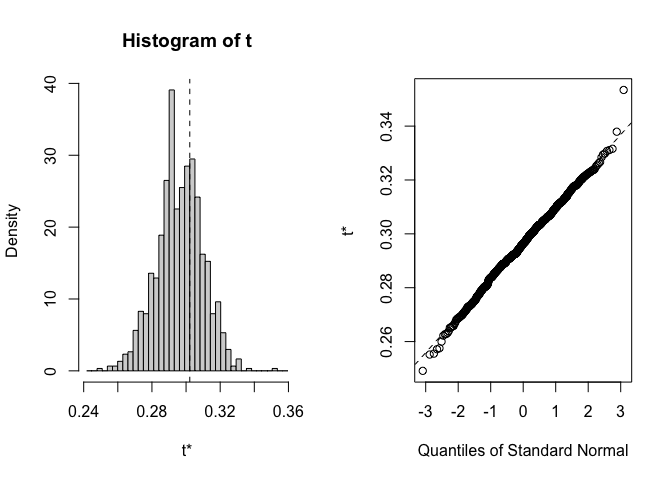 Histogram of t
Density
0 10 20 30 40
0.24 0.28 0.32 0.36
t*
t*
0.26 0.28 0.30 0.32 0.34
-3 -2 -1 0 1 2 3
Quantiles of Standard Normal